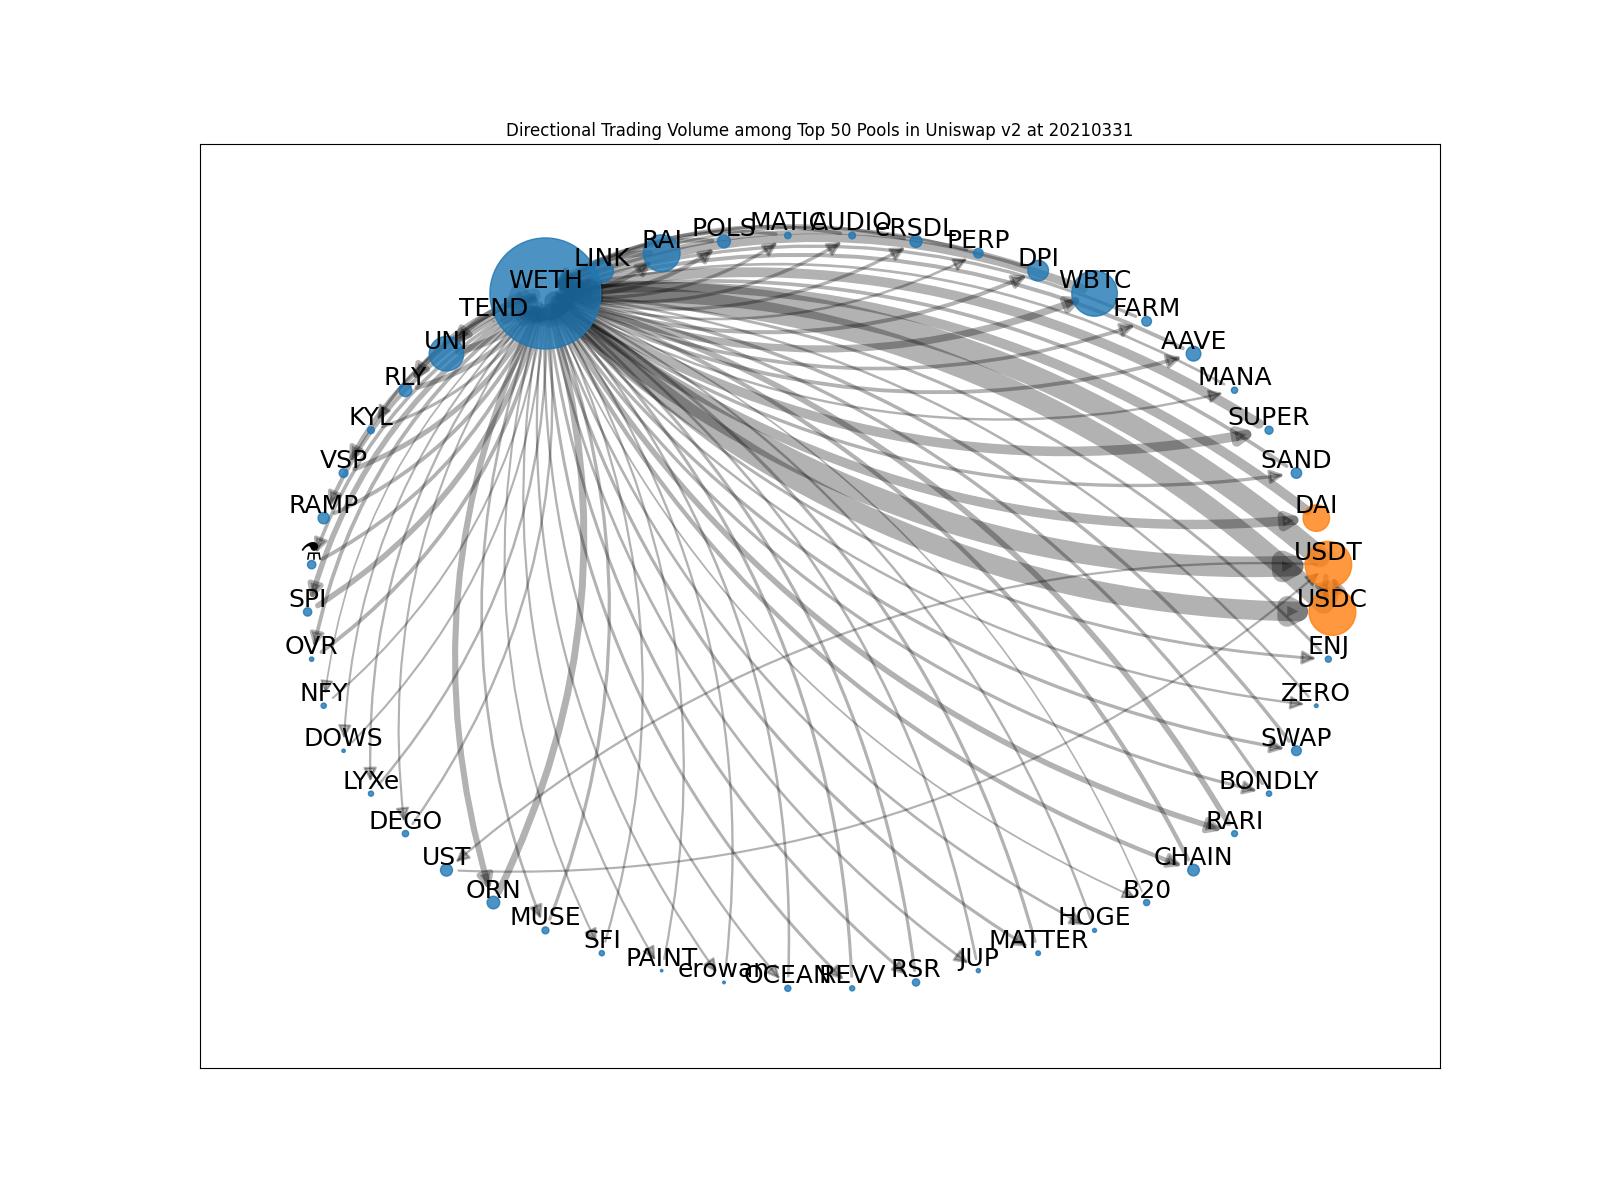 Directional Trading Volume among Top 50 Pools in Uniswap v2 at 20210331
MATIC
AUDIO
POLS
cRSDL
RAI
PERP
LINK
DPI
WETH
WBTC
TEND
FARM
UNI
AAVE
RLY
MANA
KYL
SUPER
VSP
SAND
RAMP
DAI
⚗
USDT
SPI
USDC
OVR
ENJ
NFY
ZERO
DOWS
SWAP
LYXe
BONDLY
DEGO
RARI
UST
CHAIN
ORN
B20
MUSE
HOGE
SFI
MATTER
PAINT
JUP
erowan
RSR
OCEAN
REVV